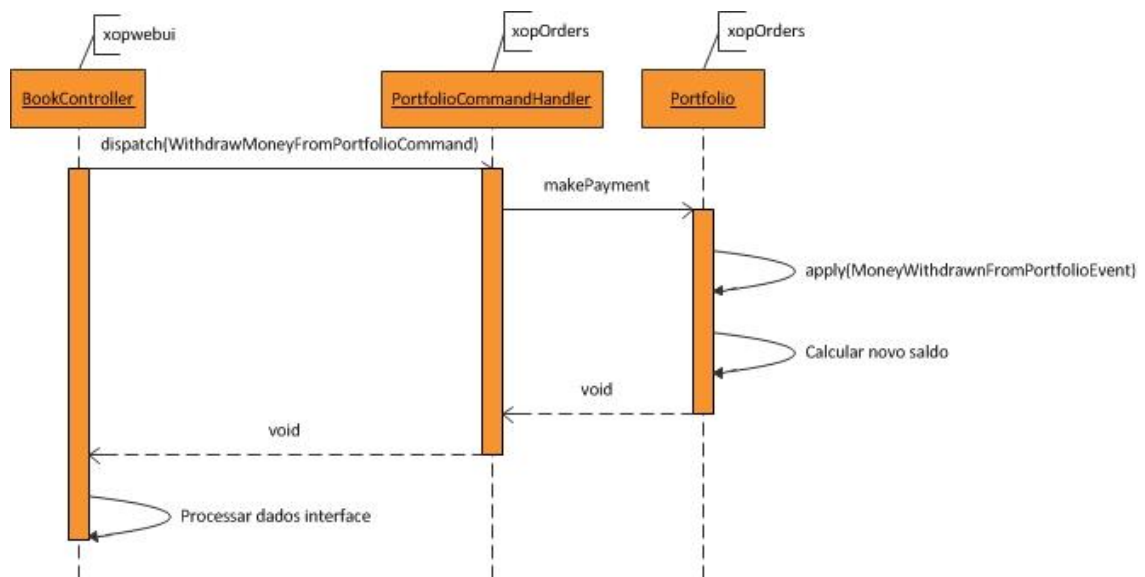 xopwebui
xopOrders
xopOrders
BookController
PortfolioCommandHandler
Portfolio
dispatch(WithdrawMoneyFromPortfolioCommand)
makePayment
apply(MoneyWithdrawnFromPortfolioEvent)
Calcular novo saldo
void
void
Processar dados interface